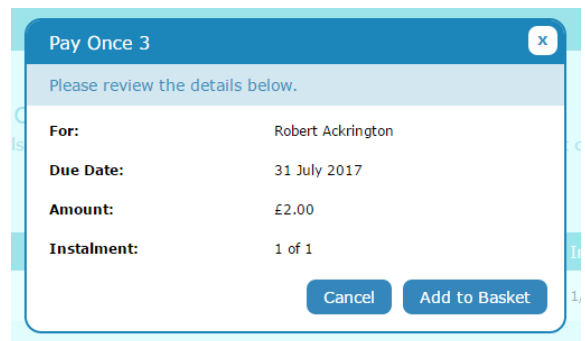 Pay Once 3
x
Please review the details below.
For: Robert Ackrington
Due Date: 31 July 2017
Amount: £2.00
Instalment: 1 of 1
Cancel Add to Basket